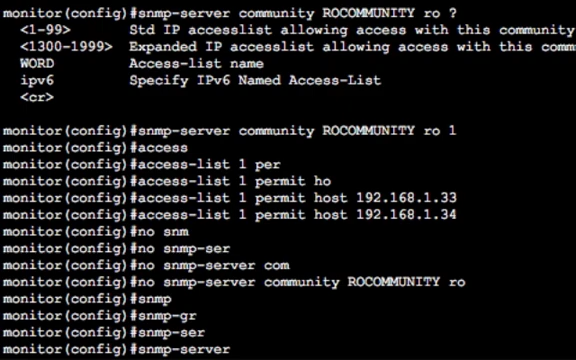 monitor(config)#snmp-server community ROCOMMUNITY ro ?
<1-99> Std IP accesslist allowing access with this community
<1300-1999> Expanded IP accesslist allowing access with this
WORD Access-list name
ipv6 Specify IPv6 Named Access-List
<cr>
monitor(config)#snmp-server community ROCOMMUNITY ro 1
monitor(config)#access
monitor(config)#access-list 1 per
monitor(config)#access-list 1 permit ho
monitor(config)#access-list 1 permit host 192.168.1.33
monitor(config)#access-list 1 permit host 192.168.1.34
monitor(config)#no snm
monitor(config)#no snmp-ser
monitor(config)#no snmp-server com
monitor(config)#no snmp-server community ROCOMMUNITY ro
monitor(config)#snmp
monitor(config)#snmp-gr
monitor(config)#snmp-ser
monitor(config)#snmp-server